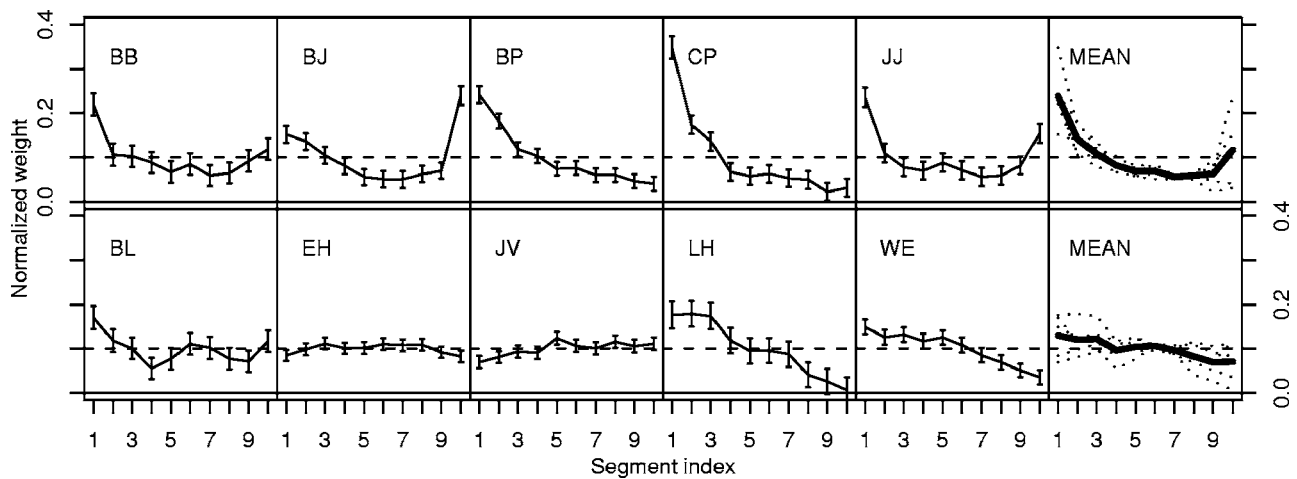 0.4
BB BJ BP CP JJ MEAN
0.2
0.0
Normalized weight
BL EH JV LH WE MEAN
0.4
0.2
0.0
1 3 5 7 9 1 3 5 7 9 1 3 5 7 9 1 3 5 7 9 1 3 5 7 9 1 3 5 7 9
Segment index